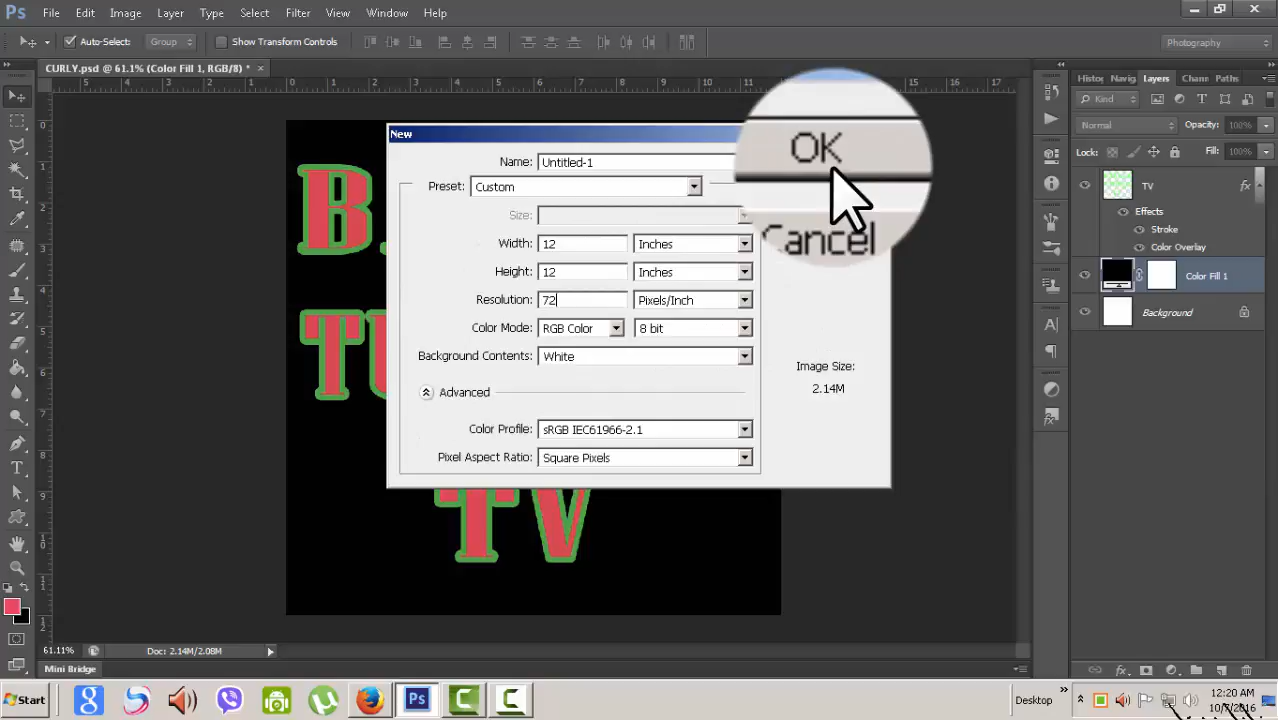 Ps File Edit Image Layer Type Select Filter View Window Help
Auto-Select: Group Show Transform Controls Photography
CURLY.psd @ 61.1% (Color Fill 1, RGB/8) * ×
Histo Navig Layers Chann Paths
Kind
Normal Opacity: 100%
Lock: Fill: 100%
TV fx
Effects
Stroke
Color Overlay
Color Fill 1
Background
New
Name: Untitled-1
Preset: Custom
Size:
Width: 12 Inches
Height: 12 Inches
Resolution: 72 Pixels/Inch
Color Mode: RGB Color 8 bit
Background Contents: White
Advanced
Color Profile: sRGB IEC61966-2.1
Pixel Aspect Ratio: Square Pixels
OK
Cancel
Image Size:
2.14M
B.
TU
TV
61.11% Doc: 2.14M/2.08M
Mini Bridge
Start Desktop 12:20 AM
10/7/2016